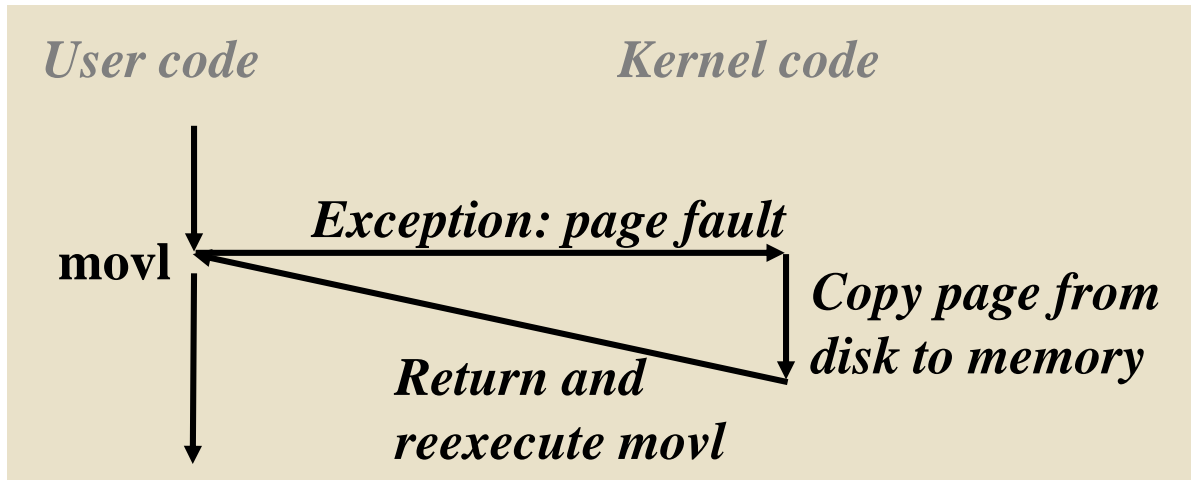 User code
Kernel code
Exception: page fault
movl
Copy page from
disk to memory
Return and
reexecute movl